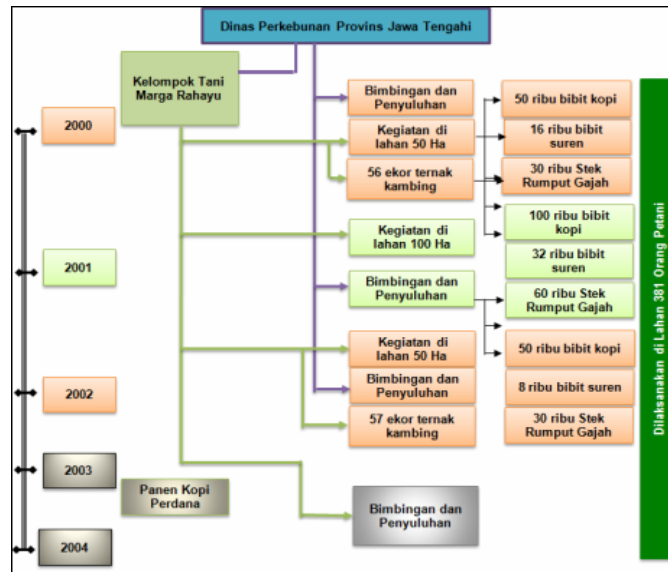 Dinas Perkebunan Provins Jawa Tengahi
Kelompok Tani
Marga Rahayu
2000
Bimbingan dan
Penyuluhan
Kegiatan di
lahan 50 Ha
56 ekor ternak
kambing
50 ribu bibit kopi
16 ribu bibit
suren
30 ribu Stek
Rumput Gajah
2001
Kegiatan di
lahan 100 Ha
Bimbingan dan
Penyuluhan
100 ribu bibit
kopi
32 ribu bibit
suren
60 ribu Stek
Rumput Gajah
2002
Kegiatan di
lahan 50 Ha
Bimbingan dan
Penyuluhan
57 ekor ternak
kambing
50 ribu bibit kopi
8 ribu bibit suren
30 ribu Stek
Rumput Gajah
2003
Panen Kopi
Perdana
Bimbingan dan
Penyuluhan
2004
Dilaksanakan di Lahan 381 Orang Petani